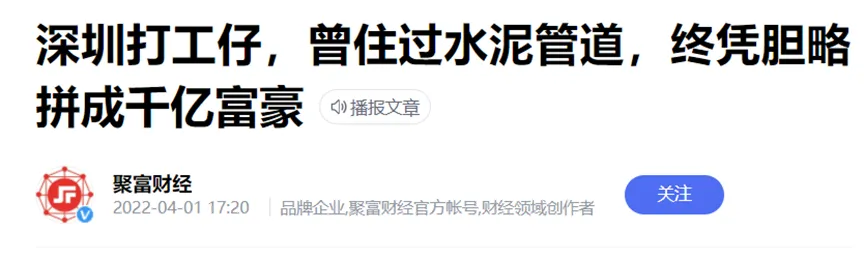 深圳打工仔，曾住过水泥管道，终凭胆略
拼成千亿富豪 播报文章
聚富财经
2022-04-01 17:20 品牌企业,聚富财经官方帐号,财经领域创作者
关注